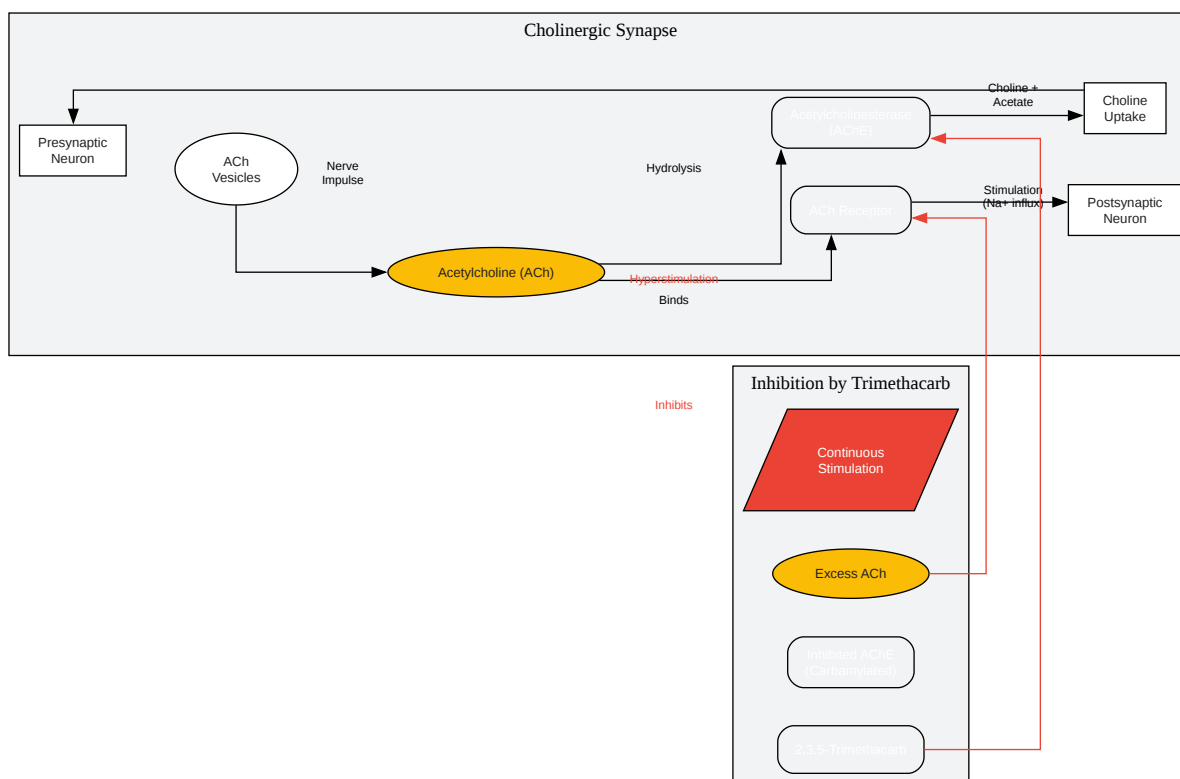 Cholinergic Synapse
Choline +
Acetate
Acetylcholinesterase
(AChE)
Choline
Uptake
Presynaptic
Neuron
ACh
Vesicles
Nerve
Impulse
Hydrolysis
ACh Receptor
Stimulation
(Na+ influx)
Postsynaptic
Neuron
Acetylcholine (ACh)
Hyperstimulation
Binds
Inhibition by Trimethacarb
Inhibits
Continuous
Stimulation
Excess ACh
Inhibited AChE
(Carbamylated)
2,3,5-Trimethacarb